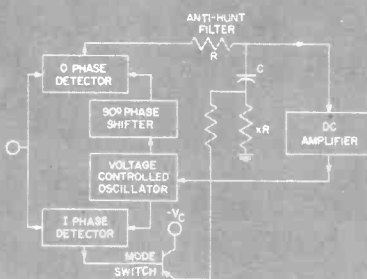 ANTI-HUNT
FILTER
R
Q PHASE
DETECTOR
C
90° PHASE
SHIFTER
xR
DC
AMPLIFIER
VOLTAGE
CONTROLLED
OSCILLATOR
-Vc
I PHASE
DETECTOR
MODE
SWITCH